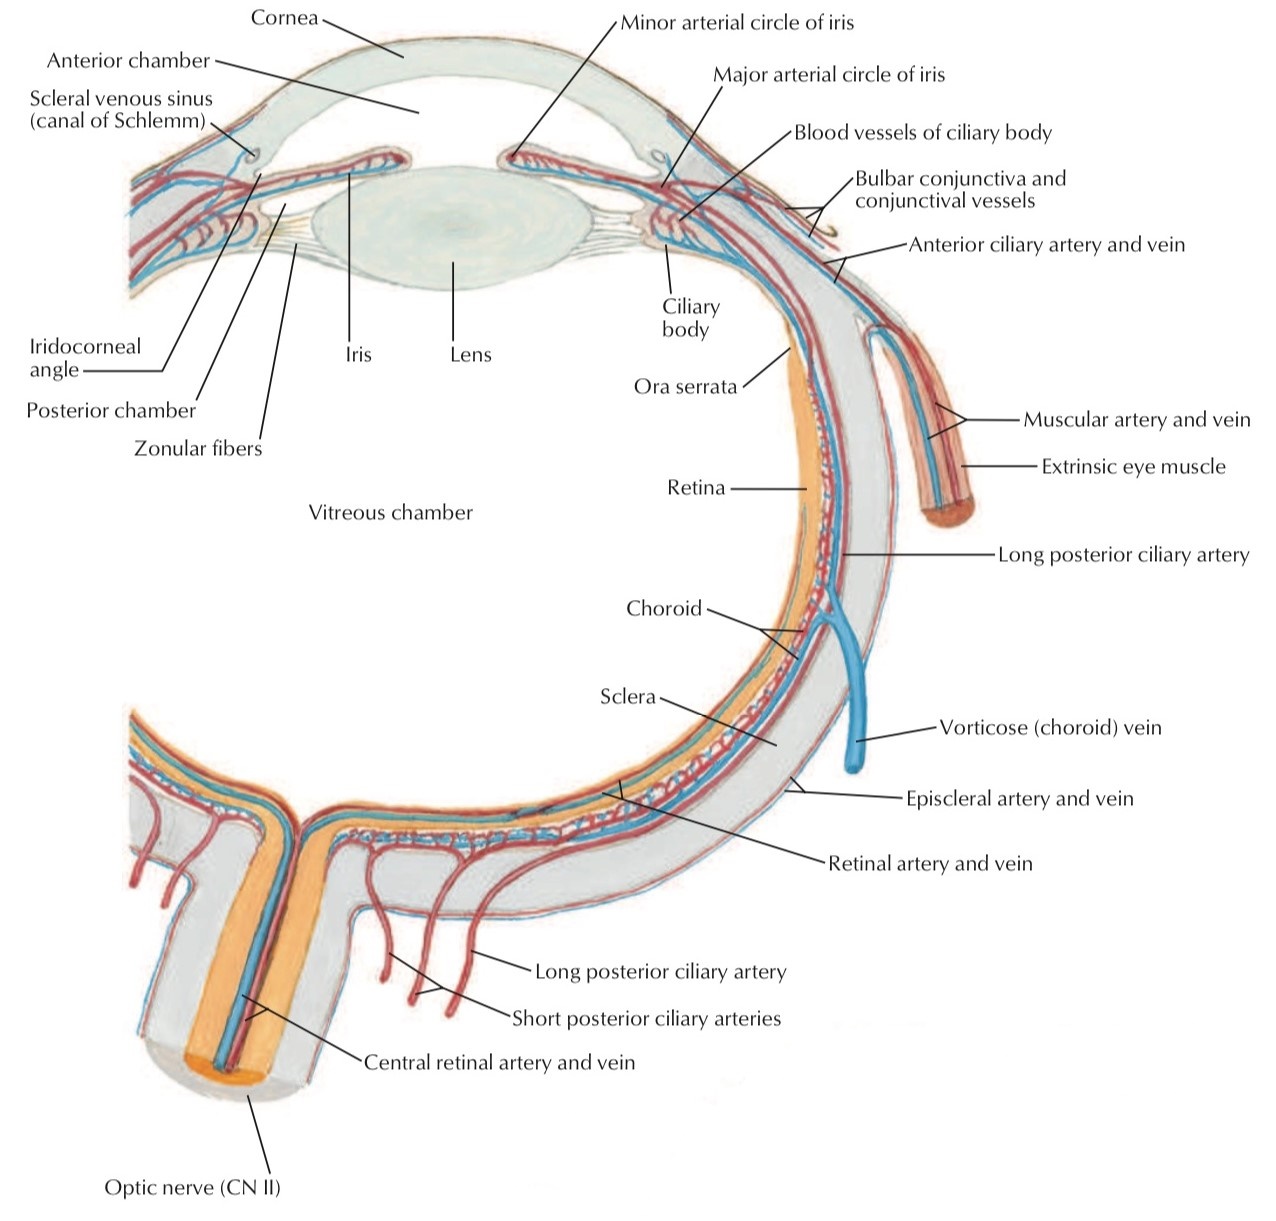 Cornea
Minor arterial circle of iris
Anterior chamber
Major arterial circle of iris
Scleral venous sinus
(canal of Schlemm)
Blood vessels of ciliary body
Bulbar conjunctiva and
conjunctival vessels
Anterior ciliary artery and vein
Ciliary
body
Iridocorneal
angle
Iris
Lens
Ora serrata
Posterior chamber
Muscular artery and vein
Zonular fibers
Extrinsic eye muscle
Retina
Vitreous chamber
Long posterior ciliary artery
Choroid
Sclera
Vorticose (choroid) vein
Episcleral artery and vein
Retinal artery and vein
Long posterior ciliary artery
Short posterior ciliary arteries
Central retinal artery and vein
Optic nerve (CN II)